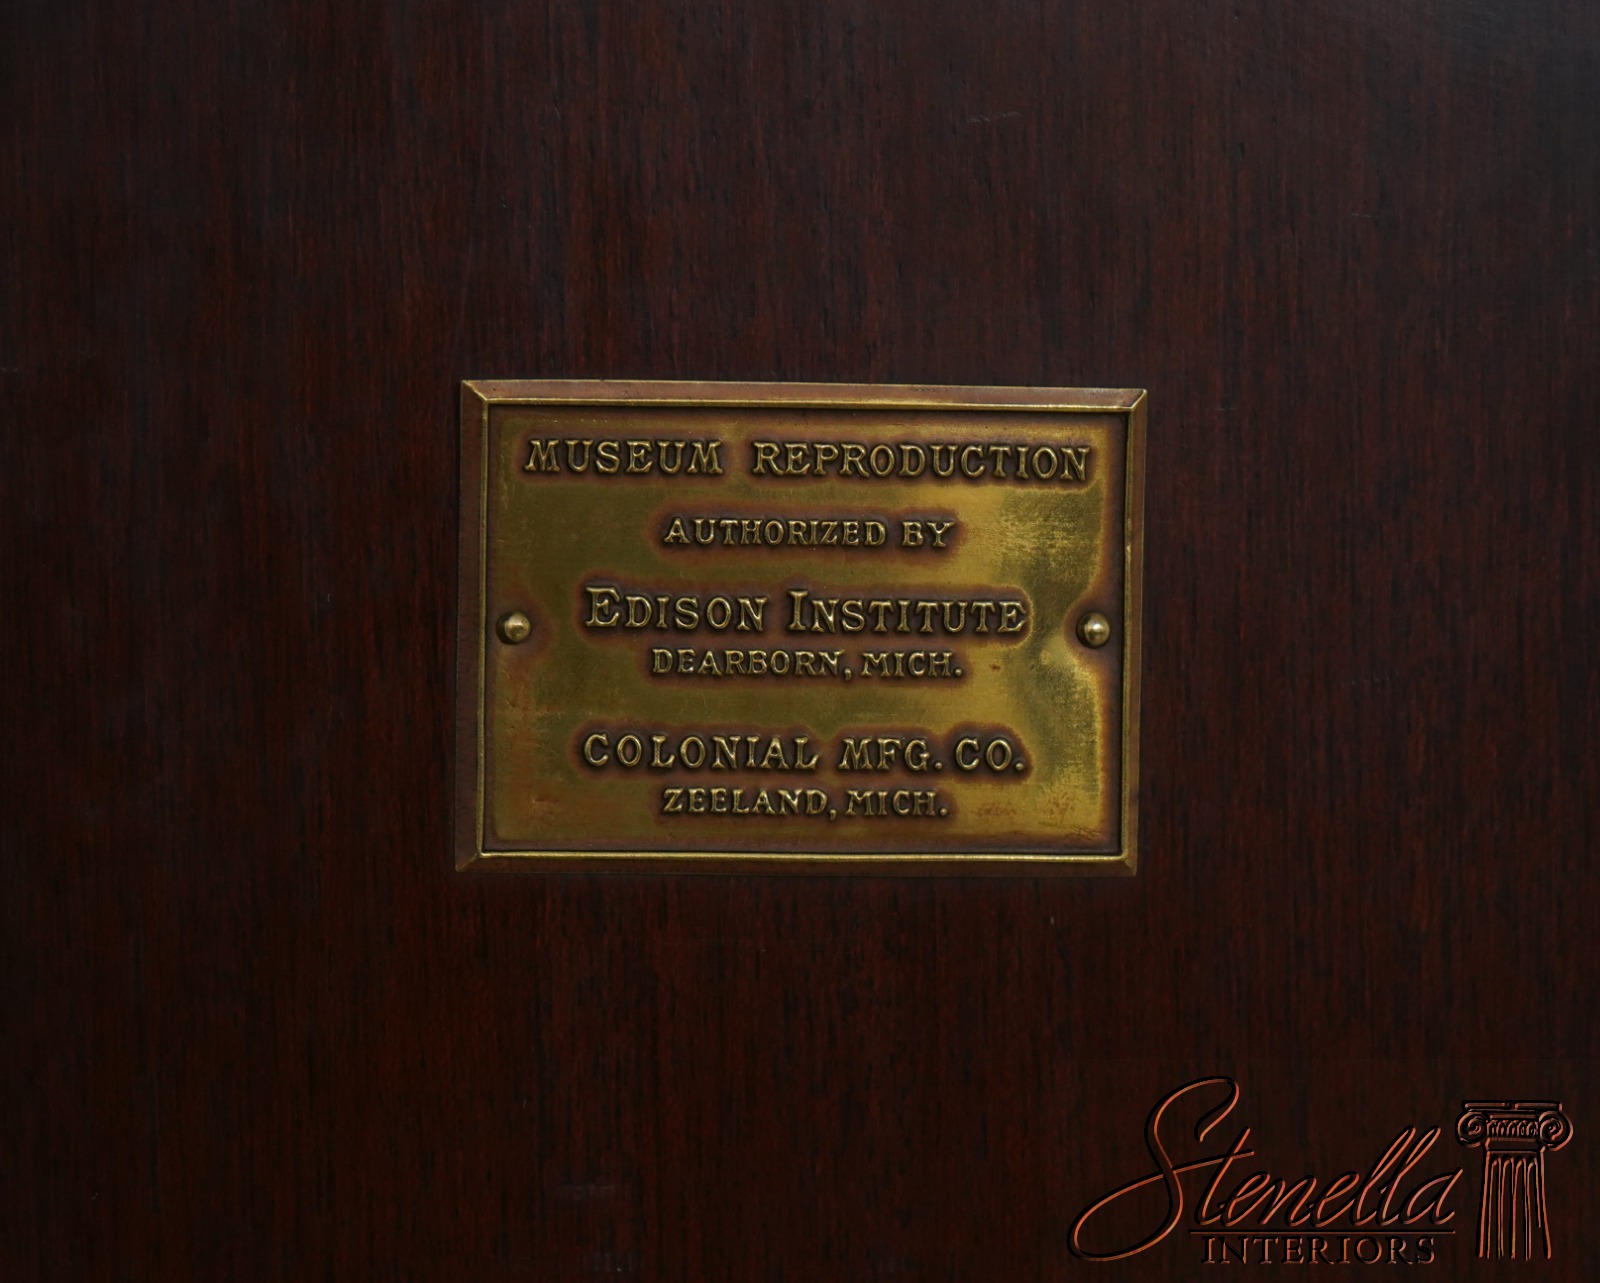 MUSEUM REPRODUCTION
AUTHORIZED BY
EDISON INSTITUTE
DEARBORN, MICH.
COLONIAL MFG. CO.
ZEELAND, MICH.
Stenella
INTERIORS